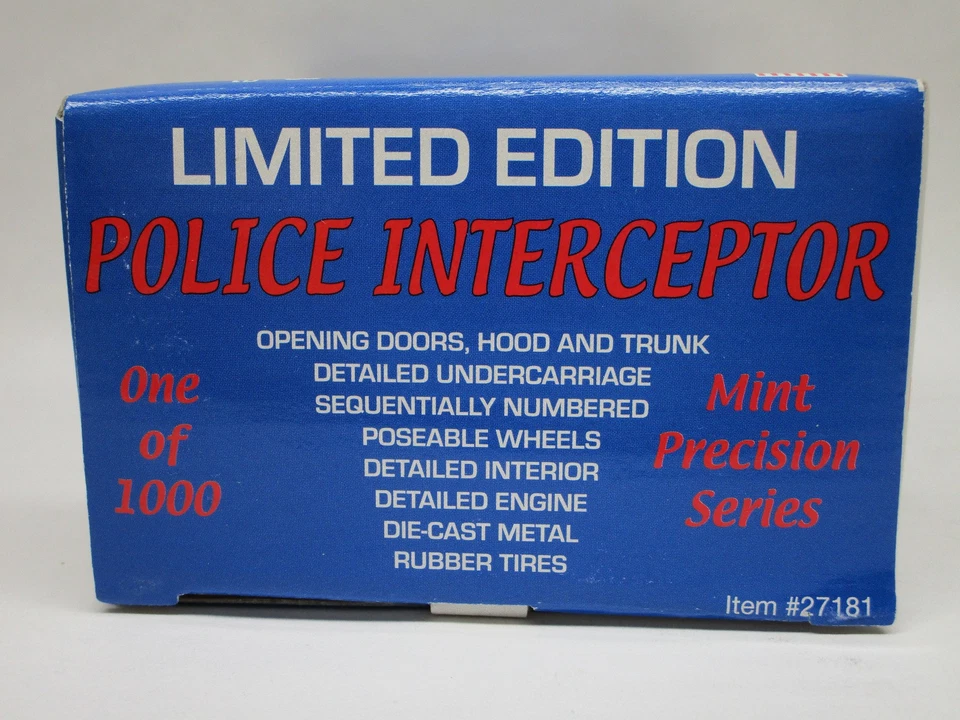 LIMITED EDITION
POLICE INTERCEPTOR
OPENING DOORS, HOOD AND TRUNK
DETAILED UNDERCARRIAGE
SEQUENTIALLY NUMBERED
POSEABLE WHEELS
DETAILED INTERIOR
DETAILED ENGINE
DIE-CAST METAL
RUBBER TIRES
One
of
1000
Mint
Precision
Series
Item #27181